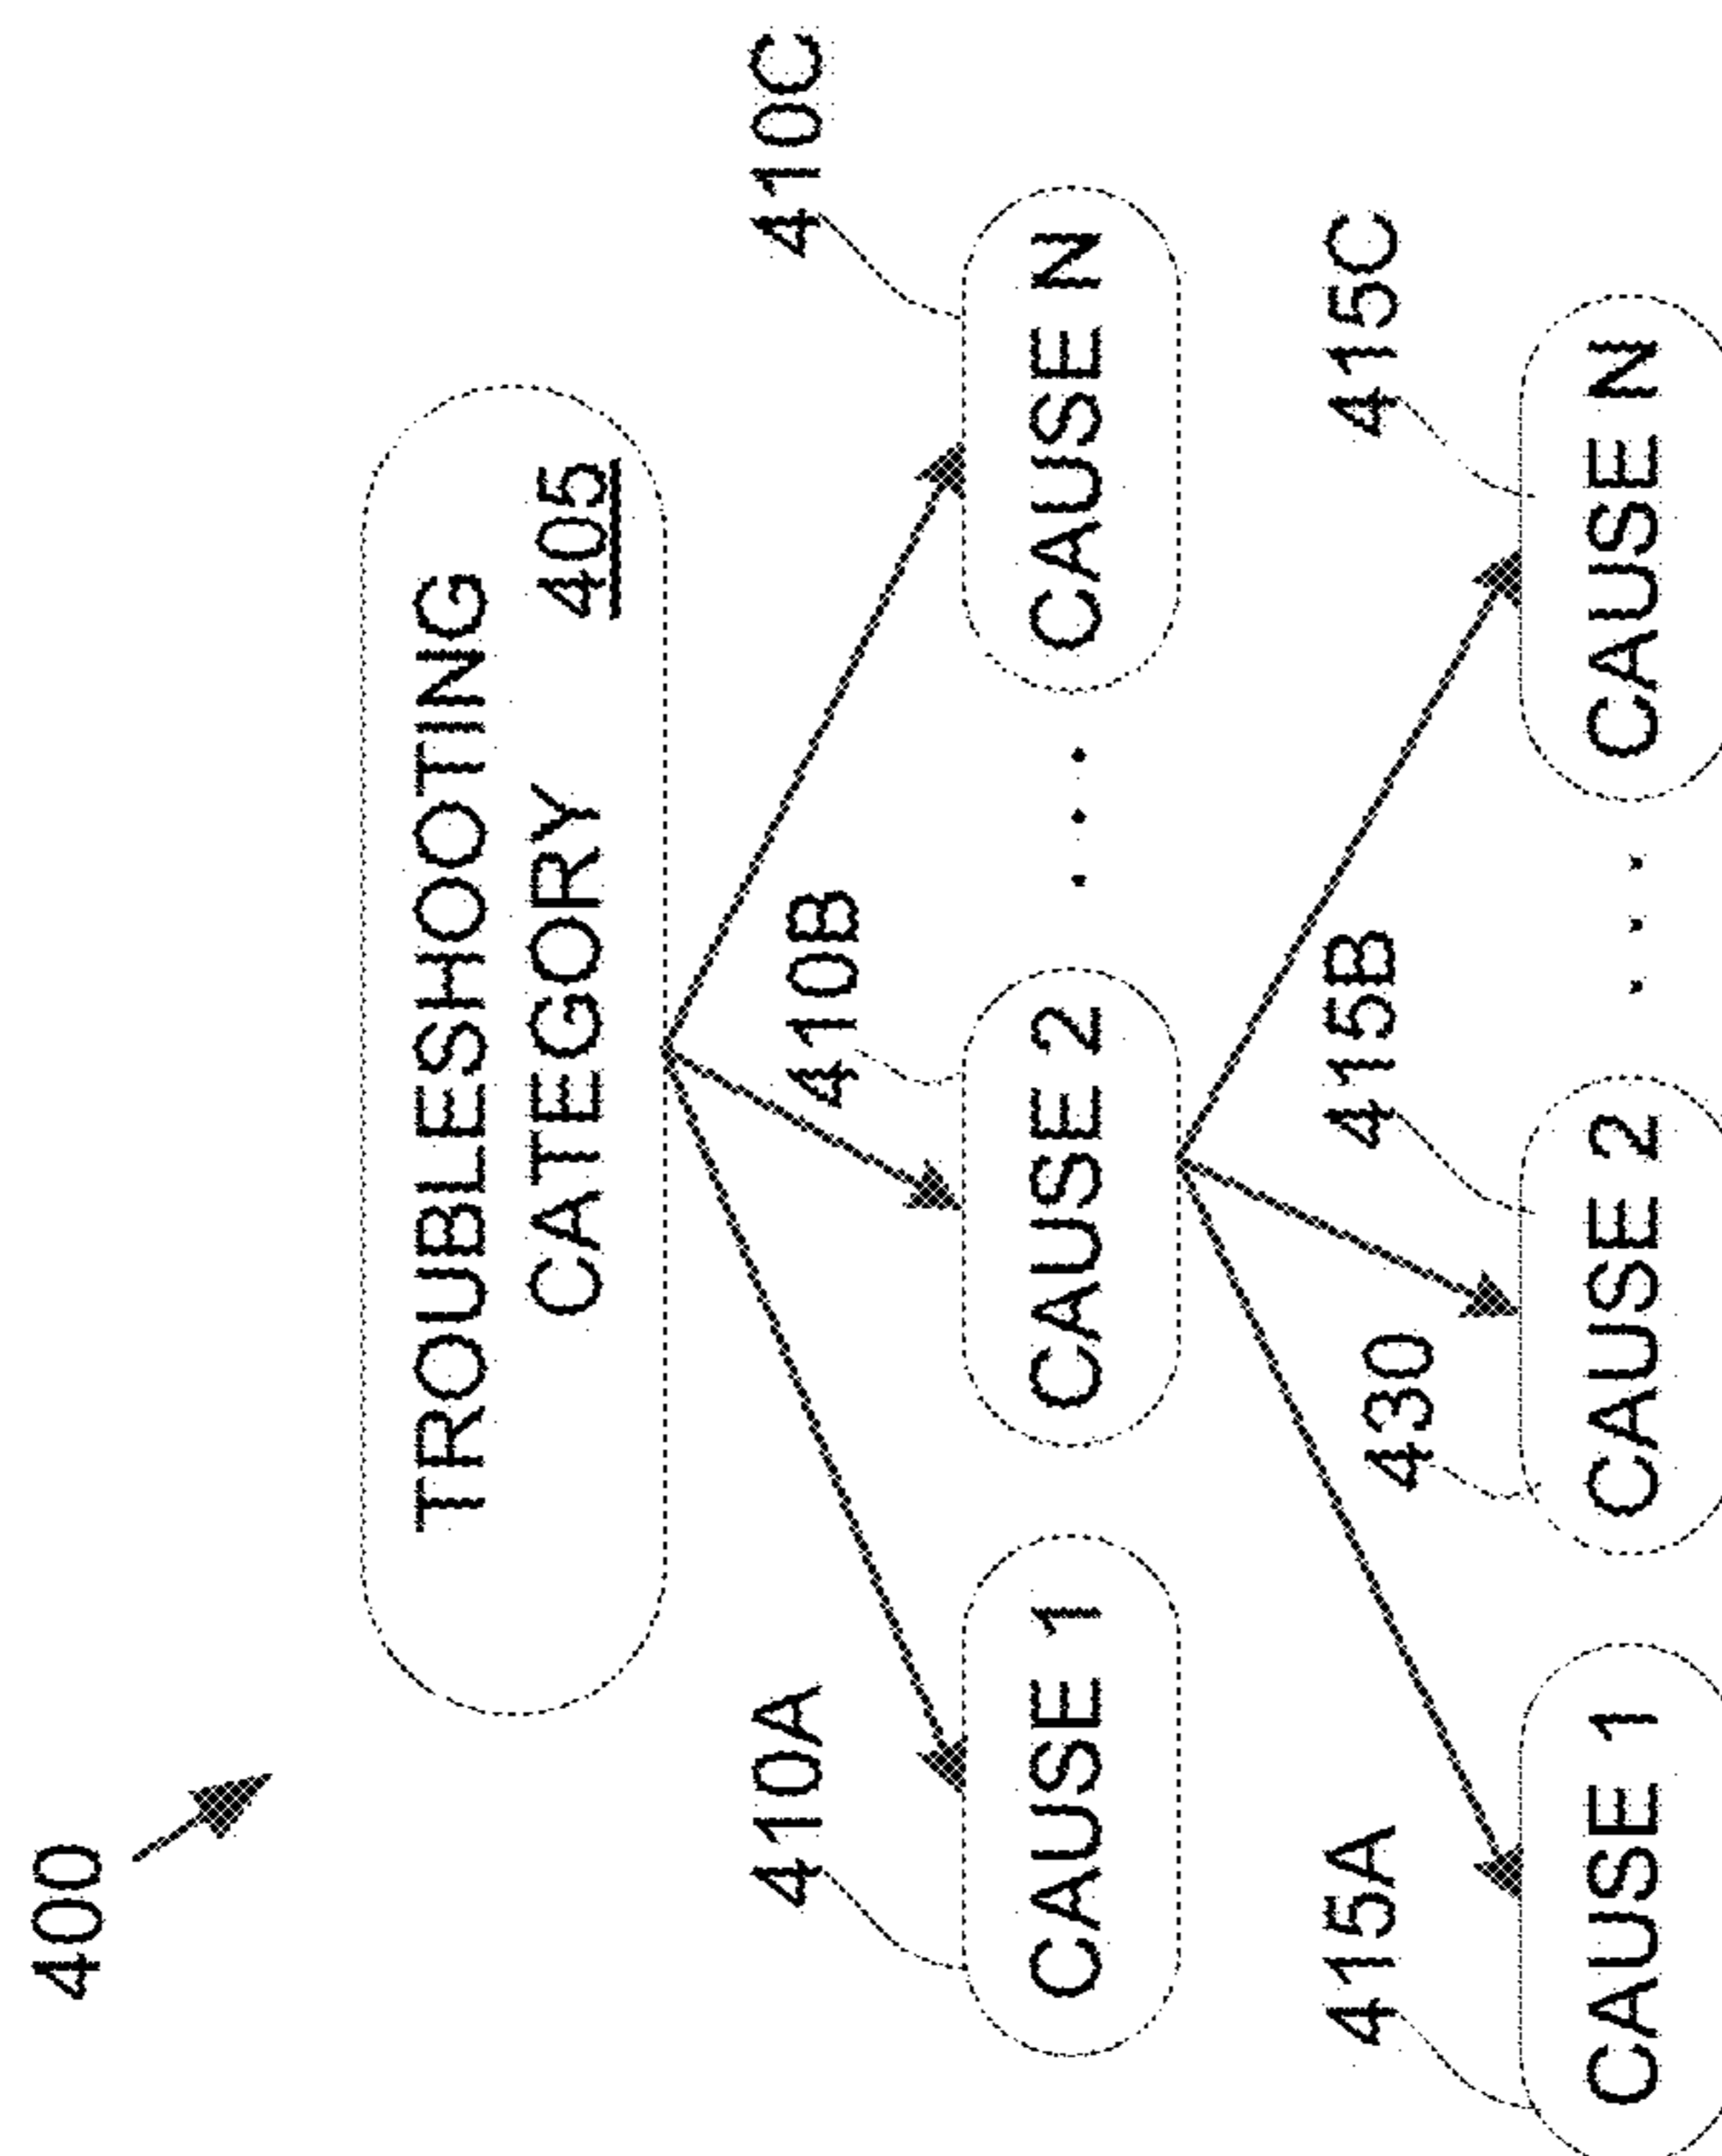 400
TROUBLESHOOTING
CATEGORY 405
410A
410B
410C
CAUSE 1
CAUSE 2
. . .
CAUSE N
415A
430
415B
415C
CAUSE 1
CAUSE 2
. . .
CAUSE N